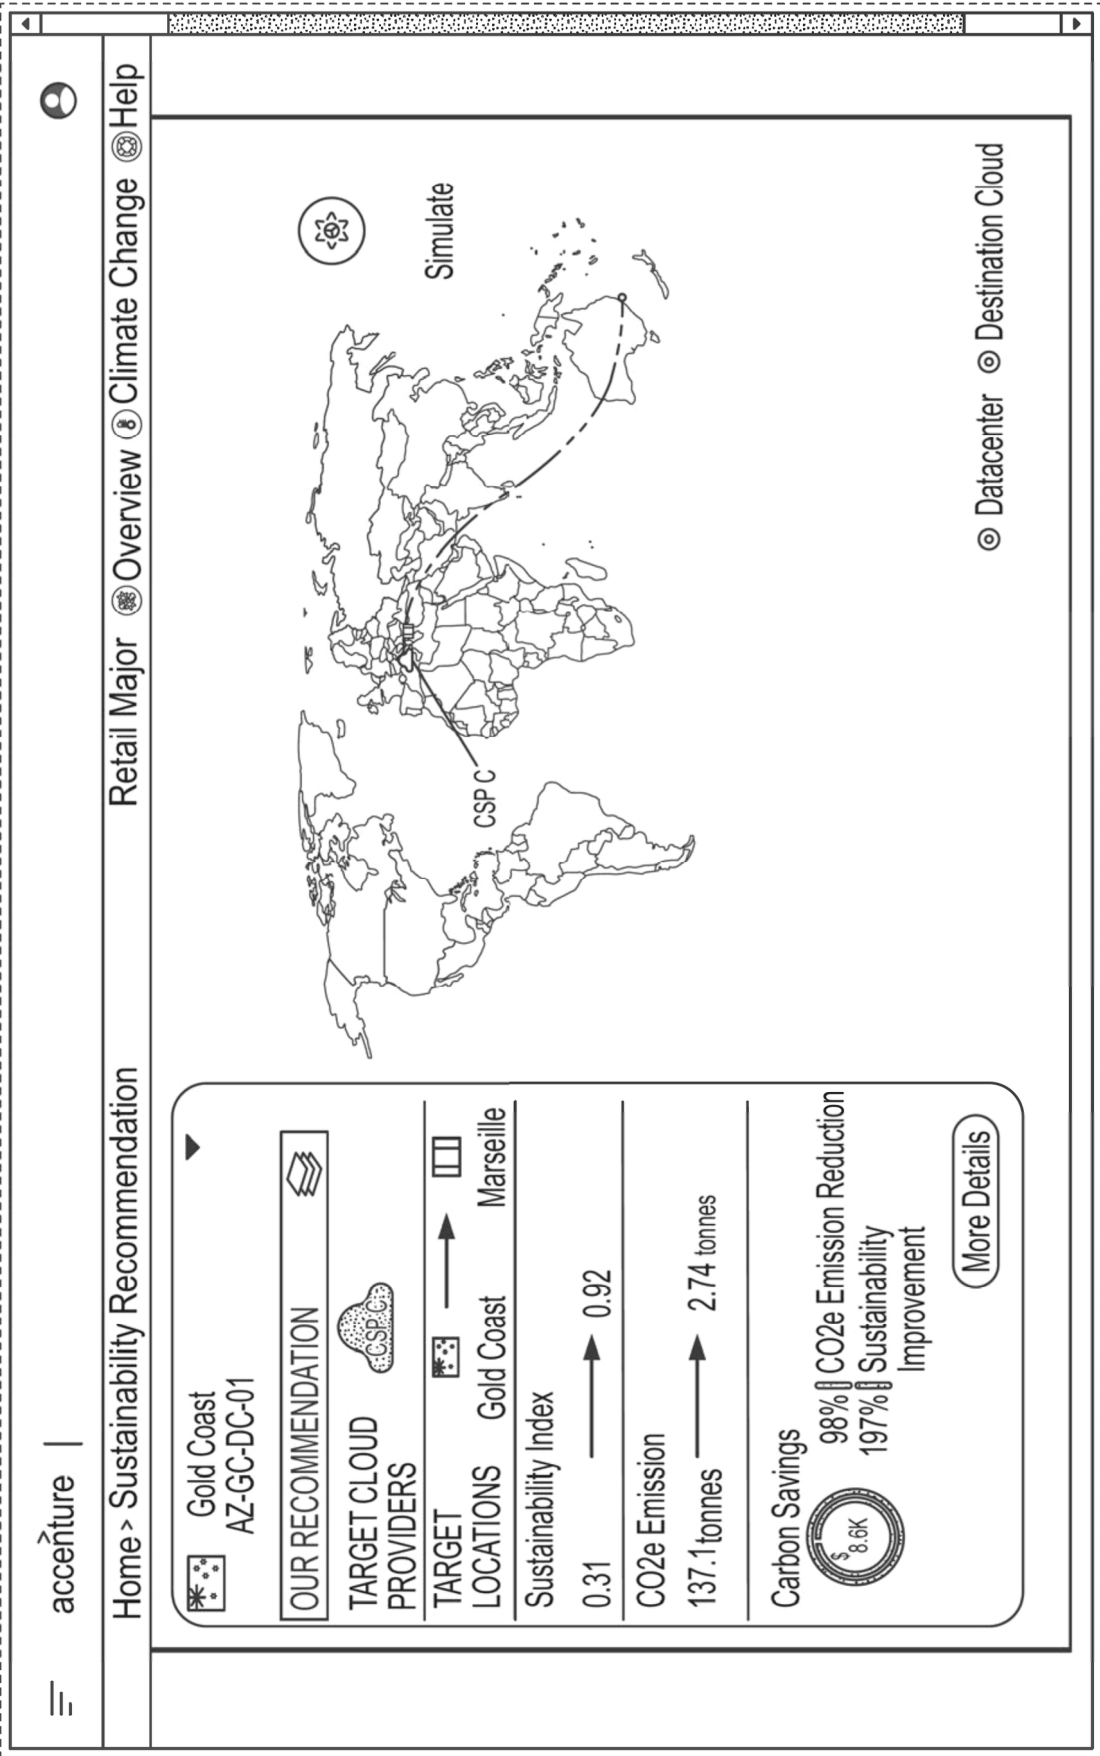 accenture
Home > Sustainability Recommendation
Retail Major Overview Climate Change Help
Gold Coast
AZ-GC-DC-01
OUR RECOMMENDATION
TARGET CLOUD
PROVIDERS
CSP C
TARGET
LOCATIONS
Gold Coast Marseille
Sustainability Index
0.31 0.92
CO2e Emission
137.1 tonnes 2.74 tonnes
Carbon Savings
$
8.6K
98% CO2e Emission Reduction
197% Sustainability
Improvement
More Details
Simulate
CSP C
Datacenter Destination Cloud